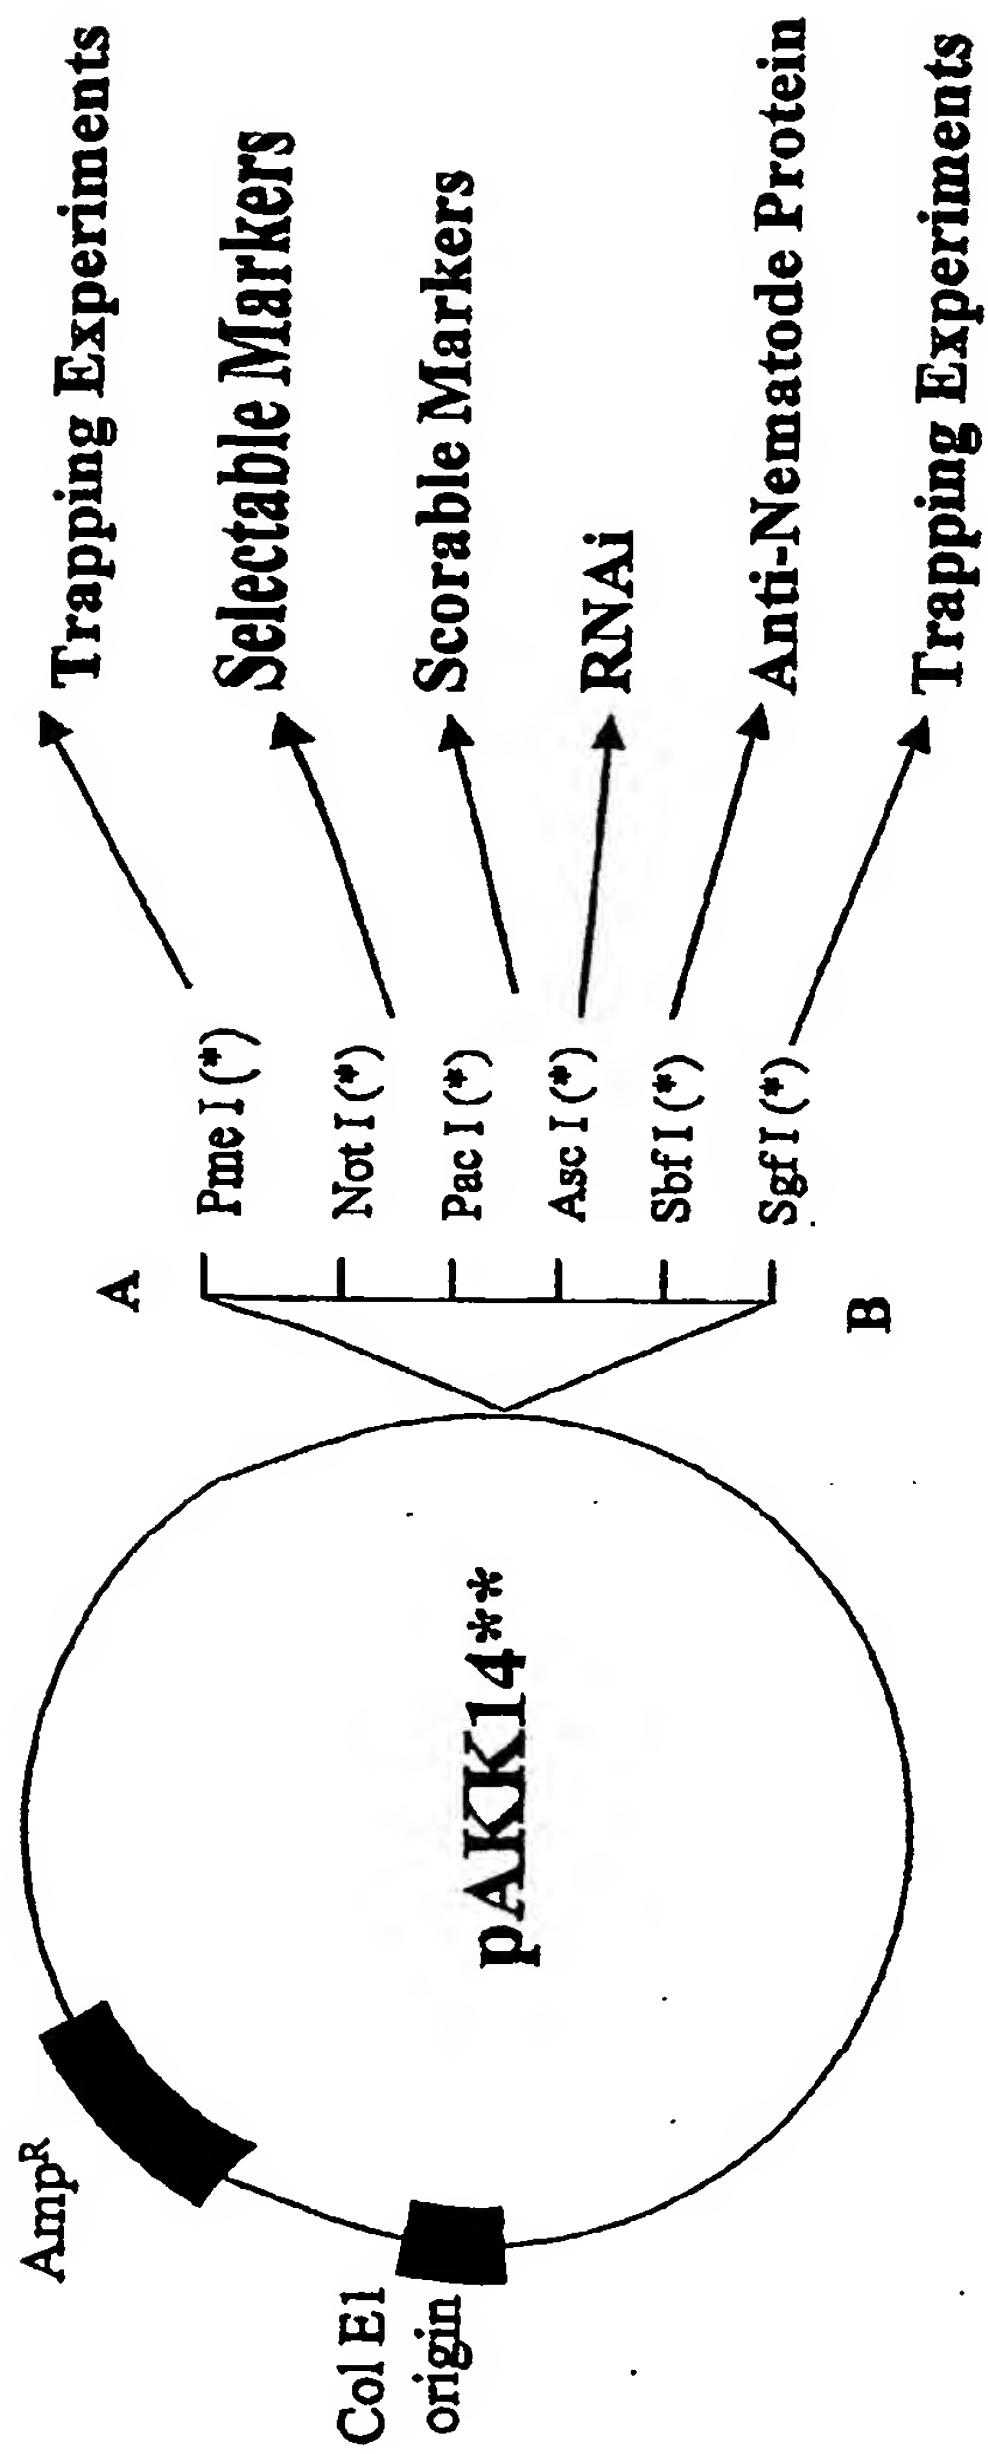 Amp^R
Col E1
origin
pAKK14**
A
B
Pme I (*)
Not I (*)
Pac I (*)
Asc I (*)
Sbf I (*)
Sgf I (*)
Trapping Experiments
Selectable Markers
Scorable Markers
RNAi
Anti-Nematode Protein
Trapping Experiments